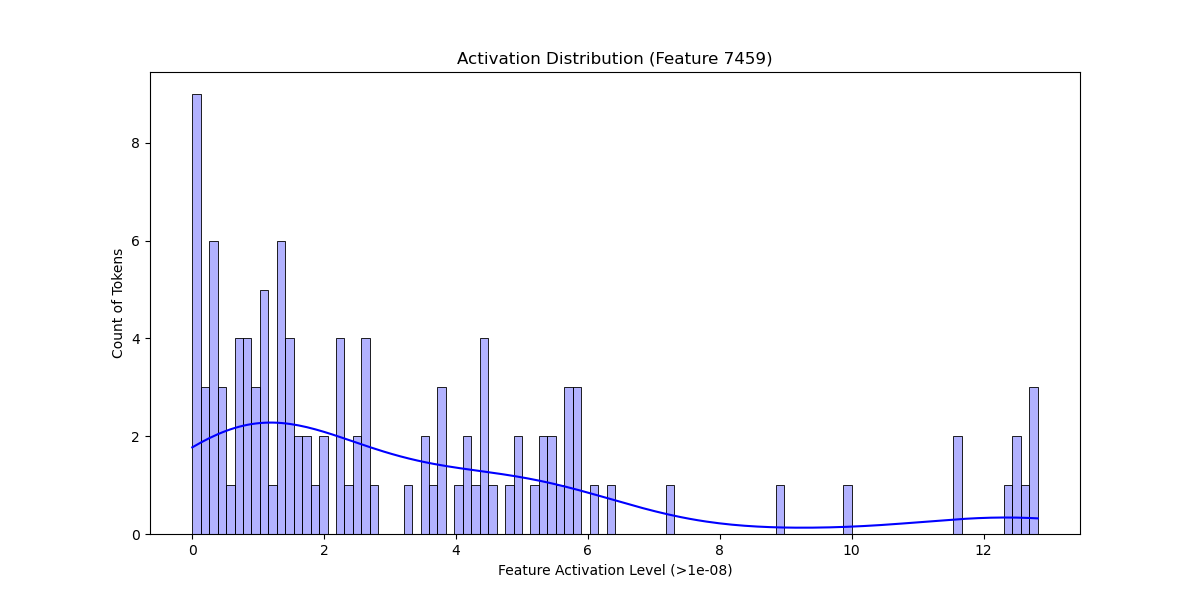 Activation Distribution (Feature 7459)
8
6
4
2
0
Count of Tokens
0 2 4 6 8 10 12
Feature Activation Level (>1e-08)